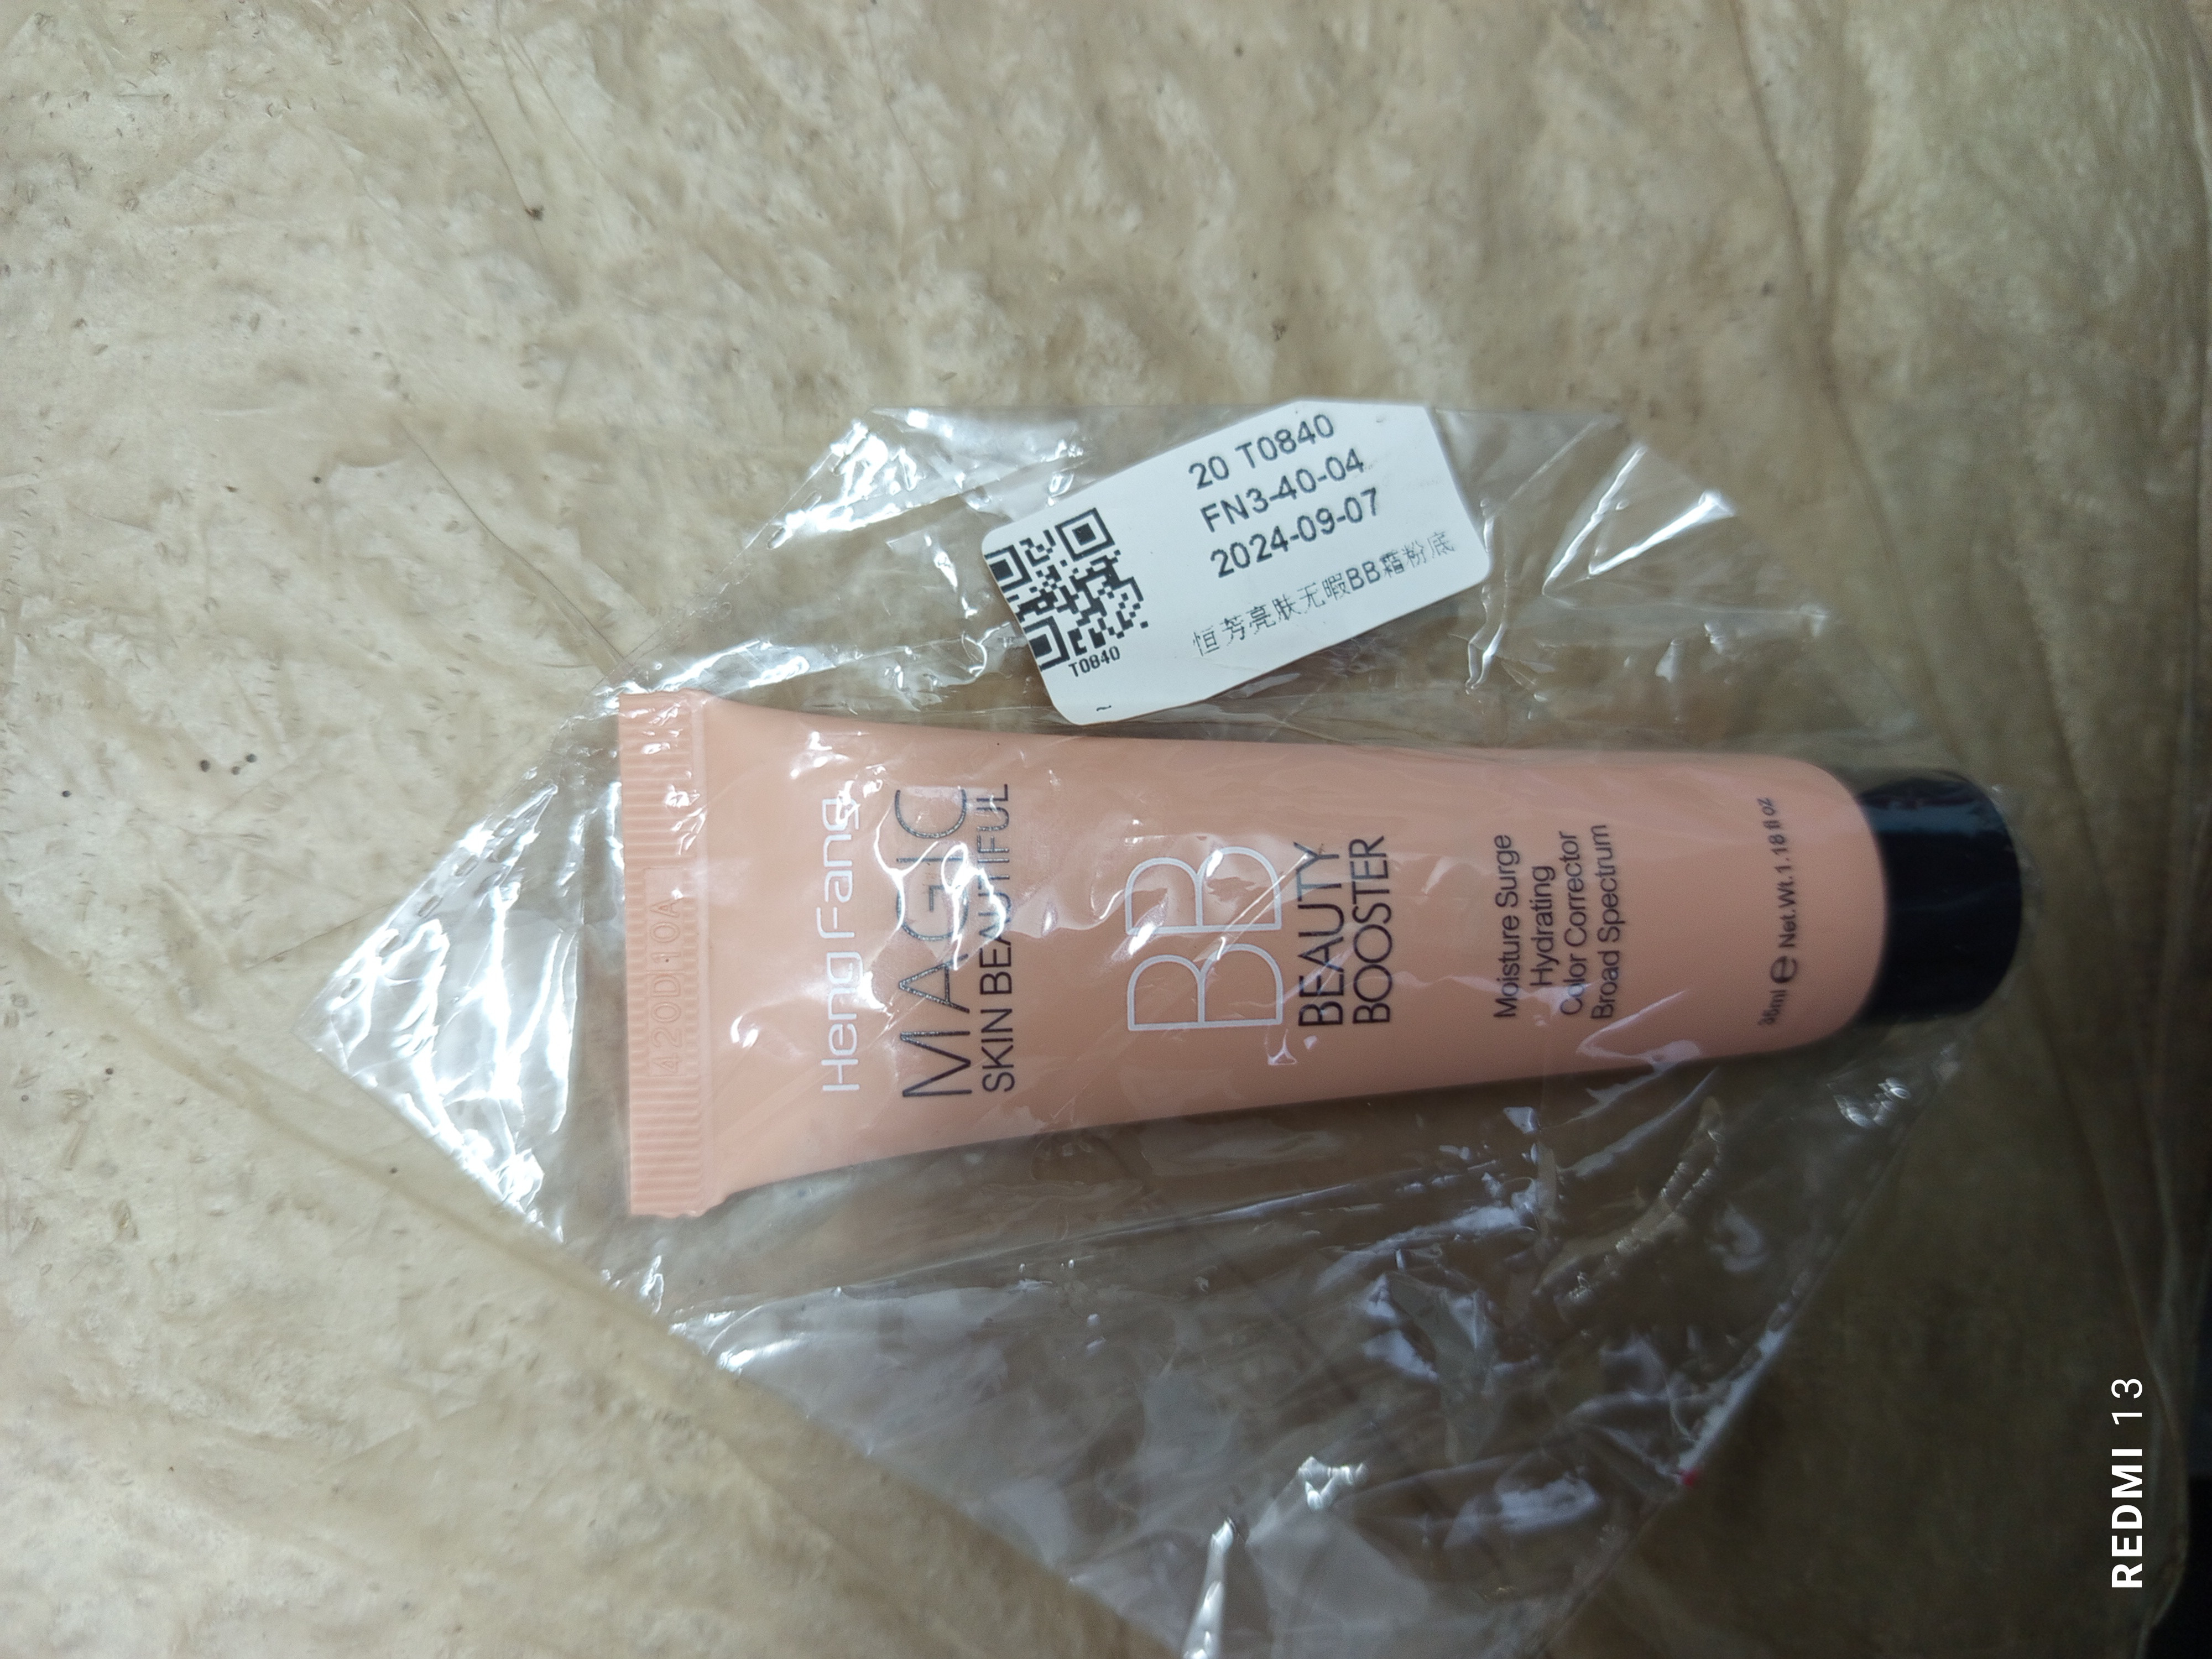 20 T0840
FN3-40-04
2024-09-07
恒芳亮肤无暇BB霜粉底
T0840
420D10A
Heng Fang
MAGIC
SKIN BEAUTIFUL
BB
BEAUTY
BOOSTER
Moisture Surge
Hydrating
Color Corrector
Broad Spectrum
35ml e Net.Wt.1.18 fl oz
REDMI 13